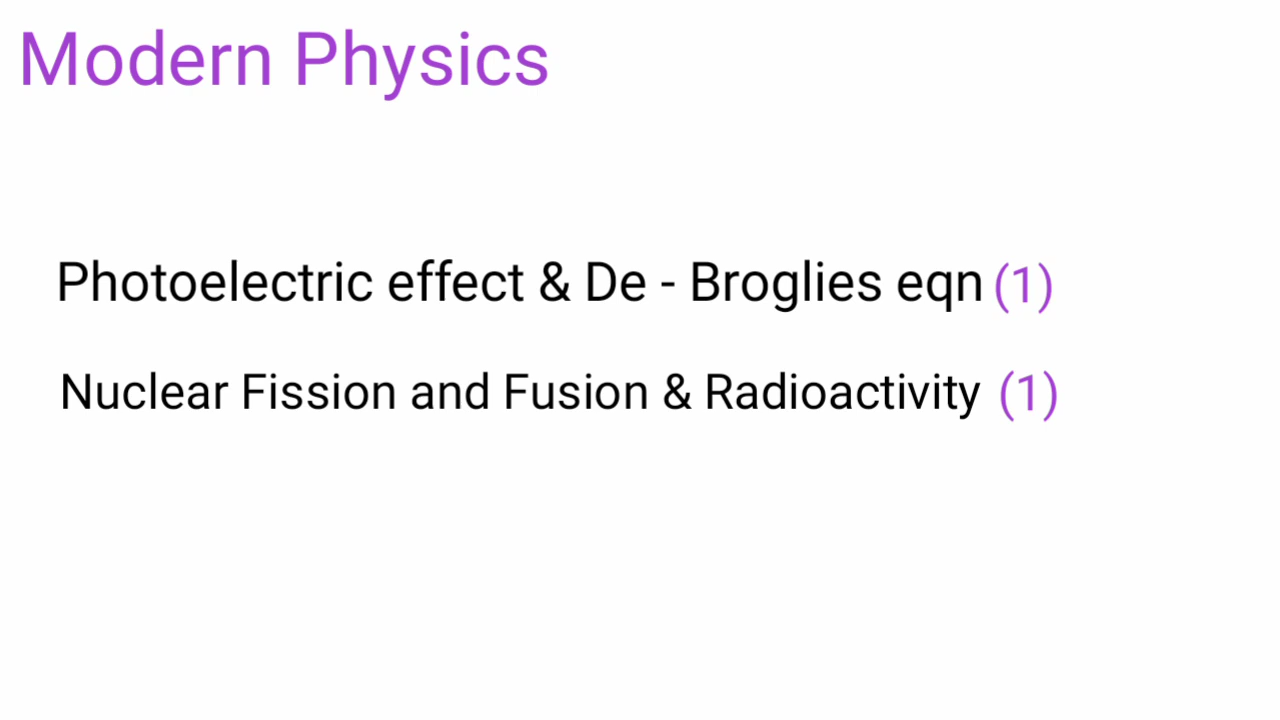 Modern Physics
Photoelectric effect & De - Broglies eqn (1)
Nuclear Fission and Fusion & Radioactivity (1)